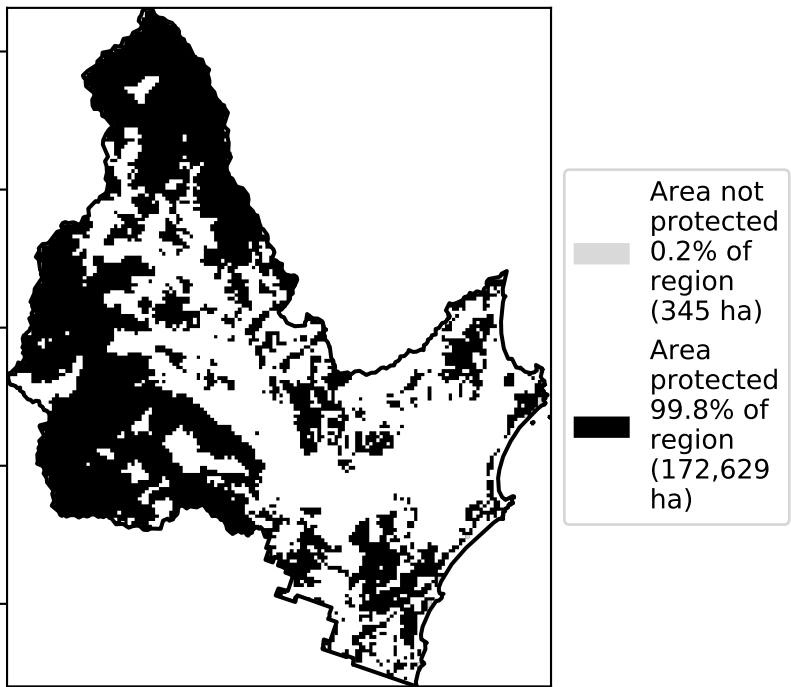 Area not
protected
0.2% of
region
(345 ha)
Area
protected
99.8% of
region
(172,629
ha)